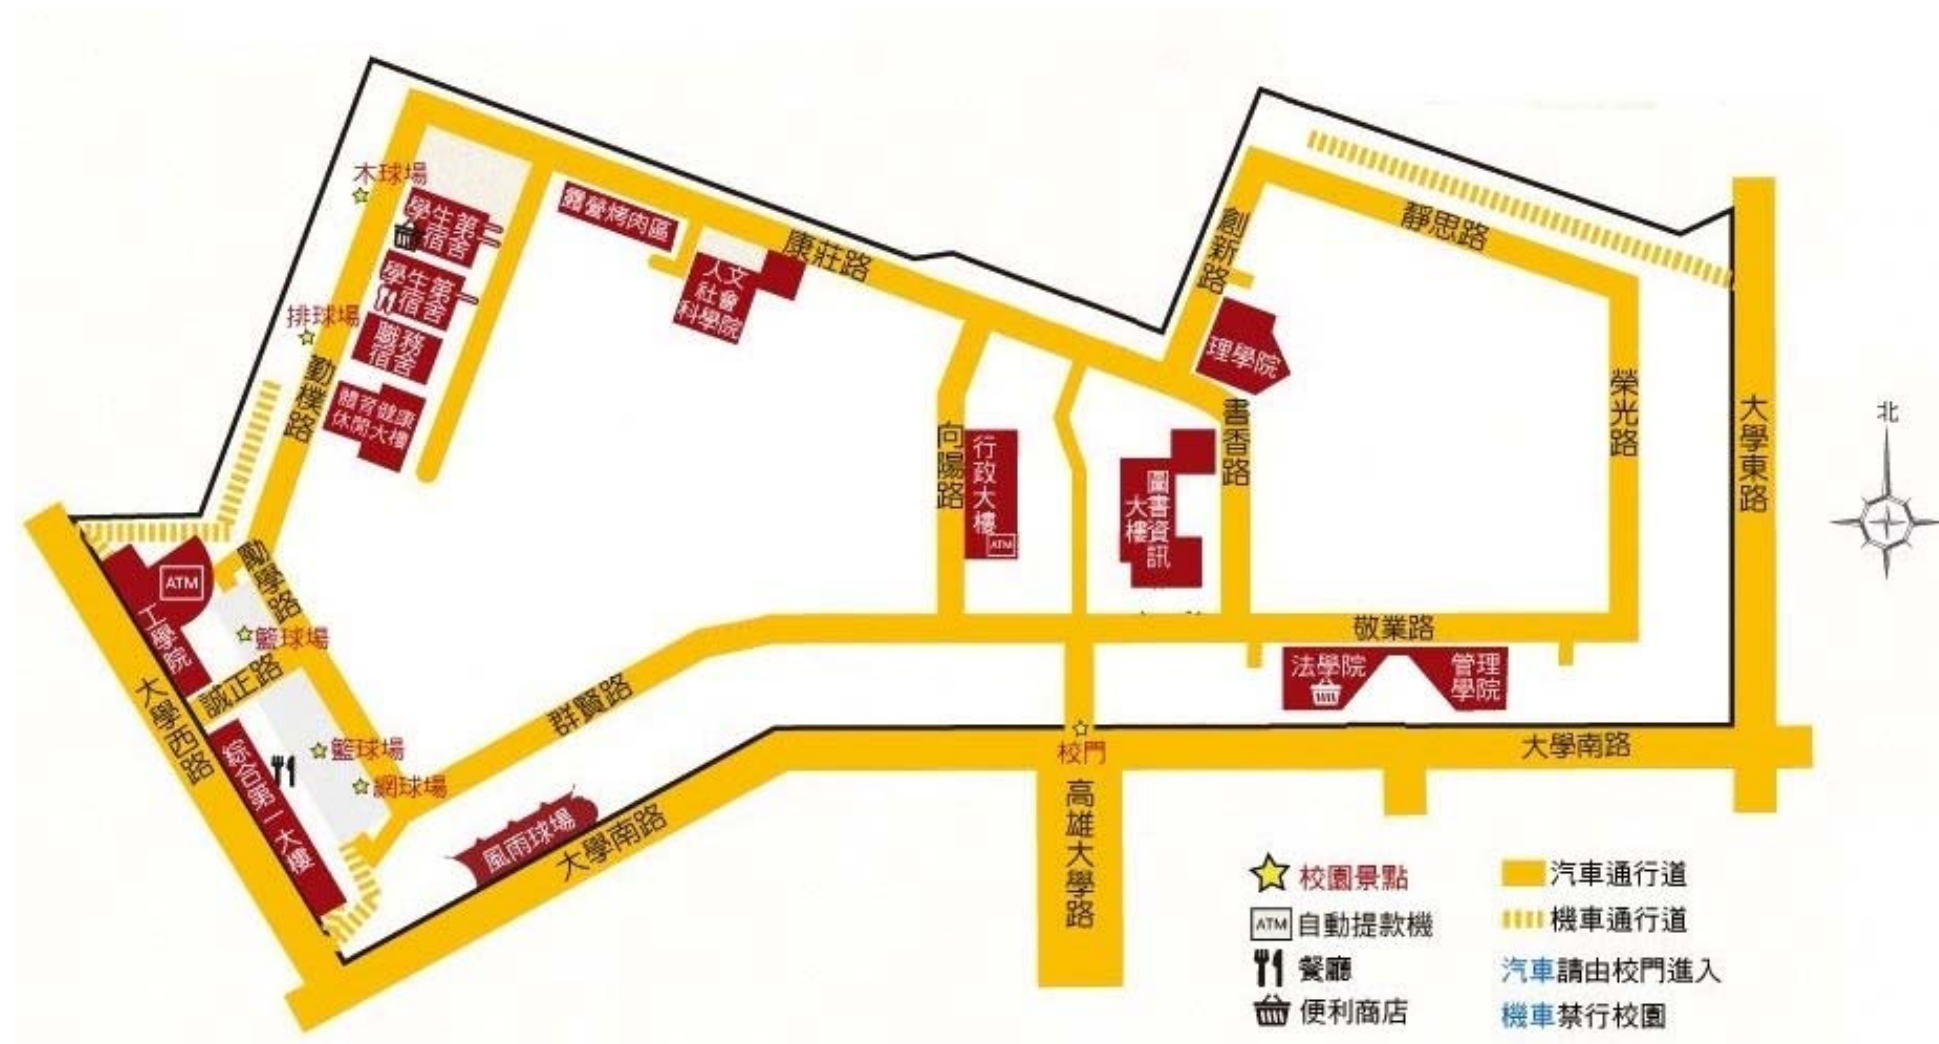 木球場
學生第
宿舍
露營烤肉區
康莊路
人文
社會
科學院
創新路
靜思路
學生第
宿舍
排球場
職務
宿舍
理學院
勤樸路
體育健康
休閒大樓
向陽路
行政大樓
ATM
圖書資訊
大樓
書香路
榮光路
大學東路
北
ATM
工學院
勵學路
籃球場
誠正路
敬業路
法學院
管理
學院
大學西路
群賢路
綜合第一大樓
籃球場
網球場
校門
大學南路
風雨球場
大學南路
高雄大學路
校園景點
汽車通行道
ATM 自動提款機
機車通行道
餐廳
汽車請由校門進入
便利商店
機車禁行校園